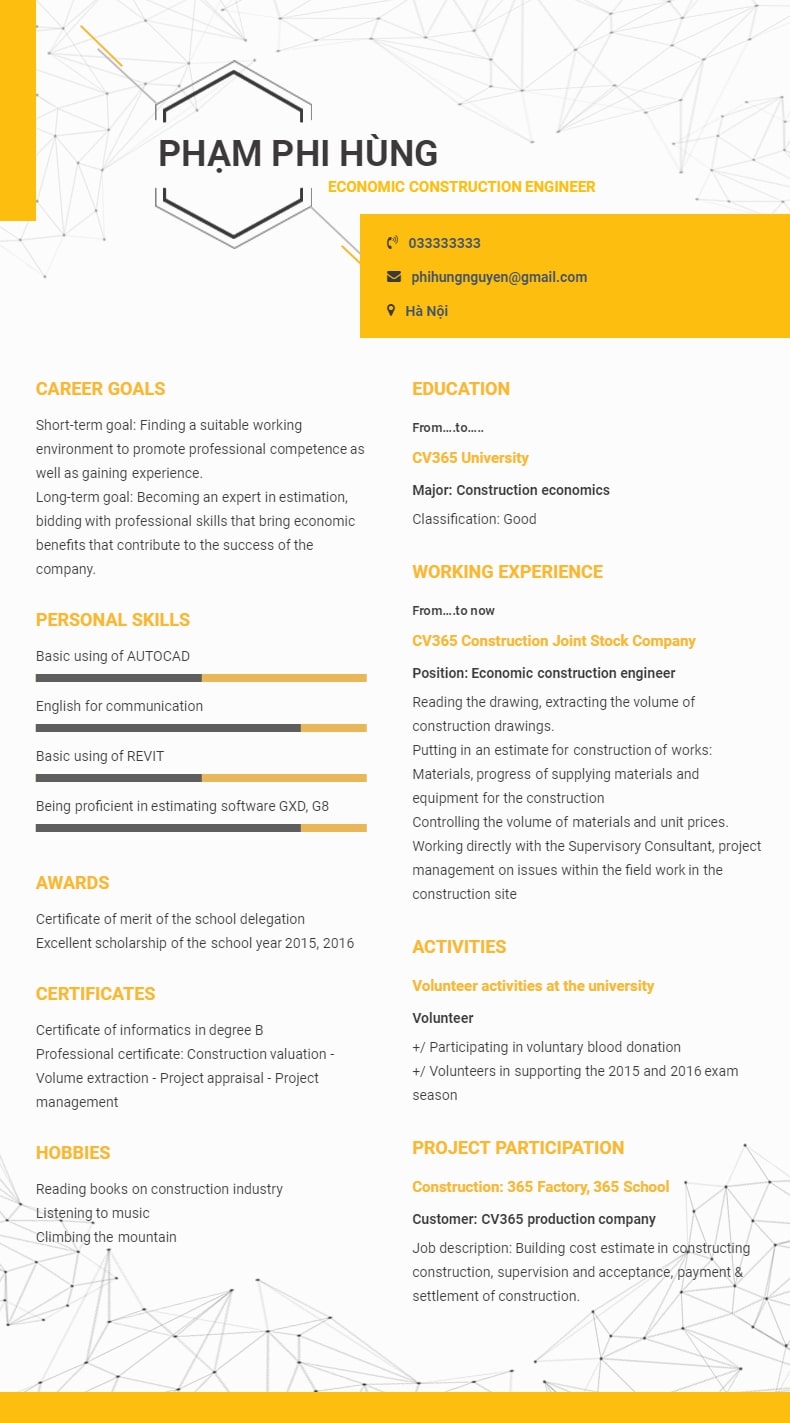 PHẠM PHI HÙNG
ECONOMIC CONSTRUCTION ENGINEER
033333333
phihungnguyen@gmail.com
Hà Nội
CAREER GOALS
Short-term goal: Finding a suitable working
environment to promote professional competence as
well as gaining experience.
Long-term goal: Becoming an expert in estimation,
bidding with professional skills that bring economic
benefits that contribute to the success of the
company.
PERSONAL SKILLS
Basic using of AUTOCAD
English for communication
Basic using of REVIT
Being proficient in estimating software GXD, G8
AWARDS
Certificate of merit of the school delegation
Excellent scholarship of the school year 2015, 2016
CERTIFICATES
Certificate of informatics in degree B
Professional certificate: Construction valuation -
Volume extraction - Project appraisal - Project
management
HOBBIES
Reading books on construction industry
Listening to music
Climbing the mountain
EDUCATION
From....to.....
CV365 University
Major: Construction economics
Classification: Good
WORKING EXPERIENCE
From....to now
CV365 Construction Joint Stock Company
Position: Economic construction engineer
Reading the drawing, extracting the volume of
construction drawings.
Putting in an estimate for construction of works:
Materials, progress of supplying materials and
equipment for the construction
Controlling the volume of materials and unit prices.
Working directly with the Supervisory Consultant, project
management on issues within the field work in the
construction site
ACTIVITIES
Volunteer activities at the university
Volunteer
+/ Participating in voluntary blood donation
+/ Volunteers in supporting the 2015 and 2016 exam
season
PROJECT PARTICIPATION
Construction: 365 Factory, 365 School
Customer: CV365 production company
Job description: Building cost estimate in constructing
construction, supervision and acceptance, payment &
settlement of construction.